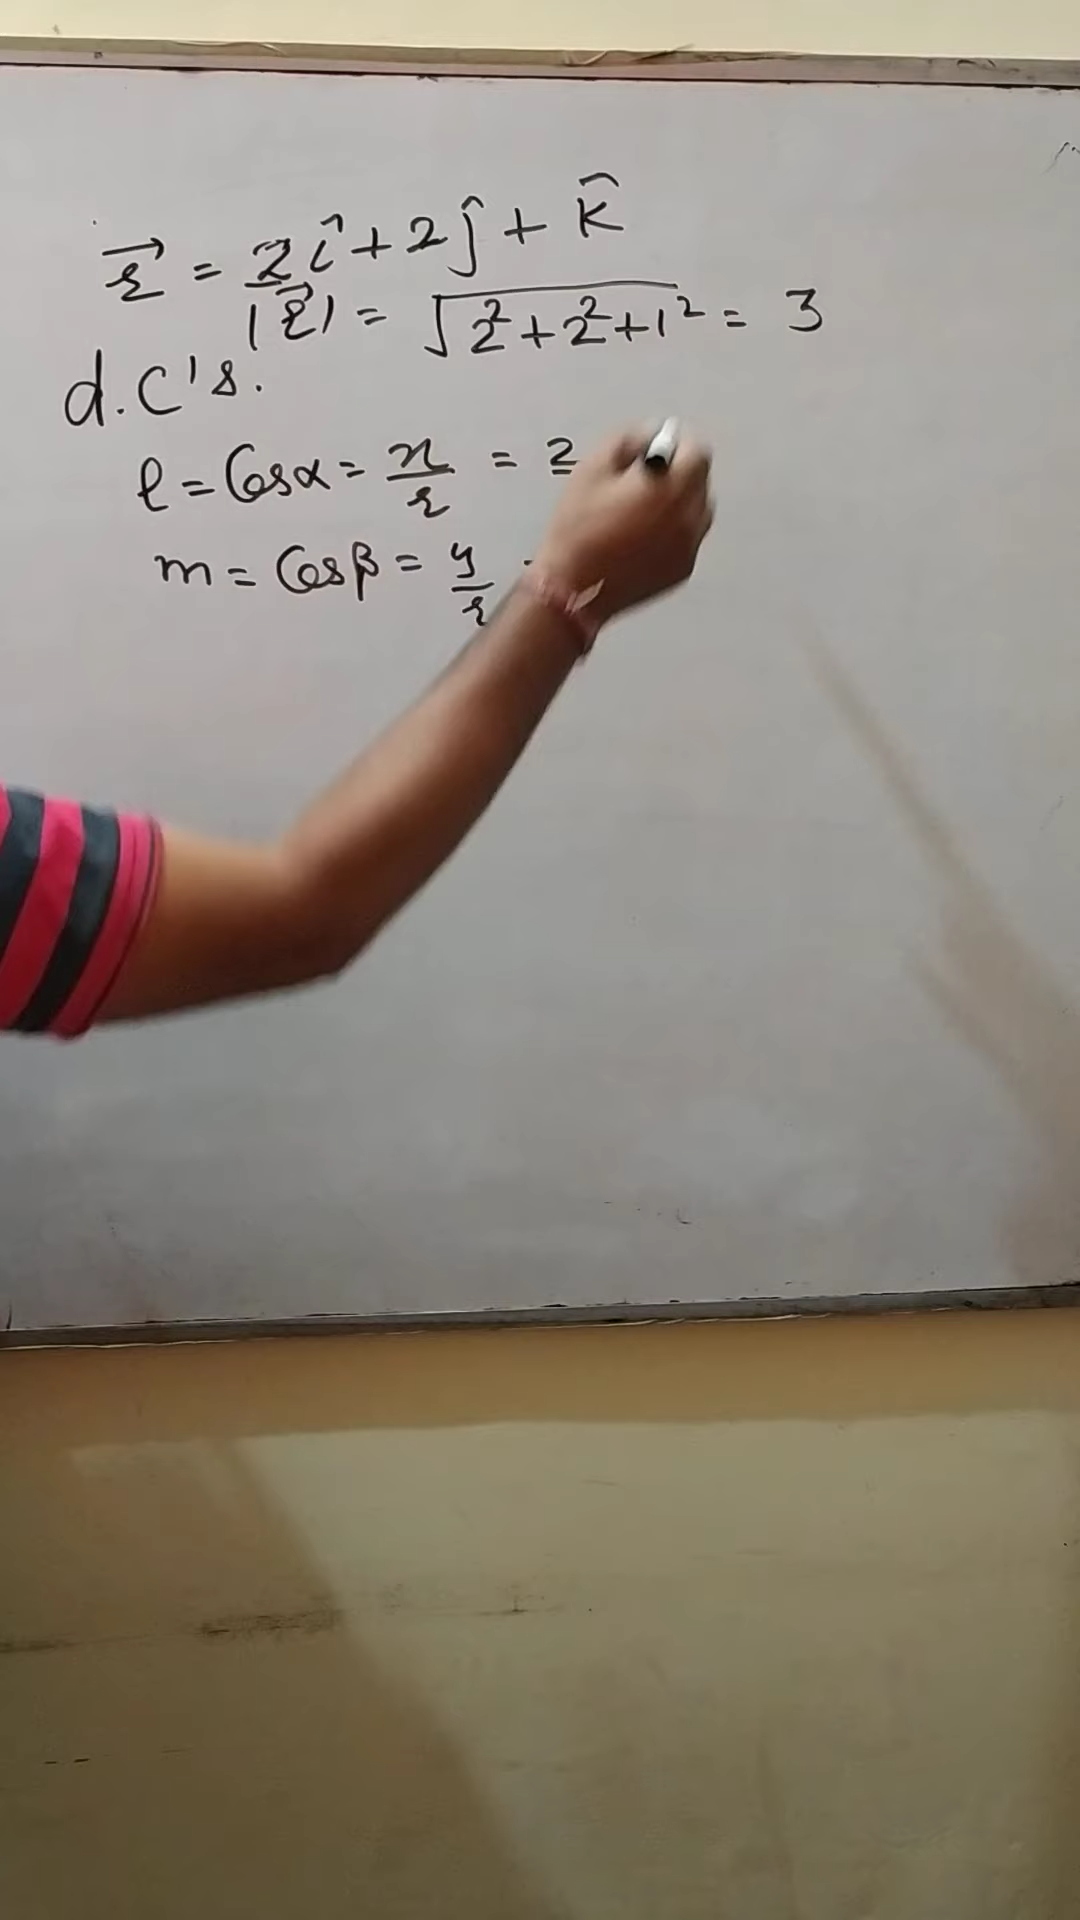 r⃗ = 2î + 2ĵ + k̂
|r⃗| = √2²+2²+1² = 3
d.c's.
l = Cosα = x/r = 2
m = Cosβ = y/r